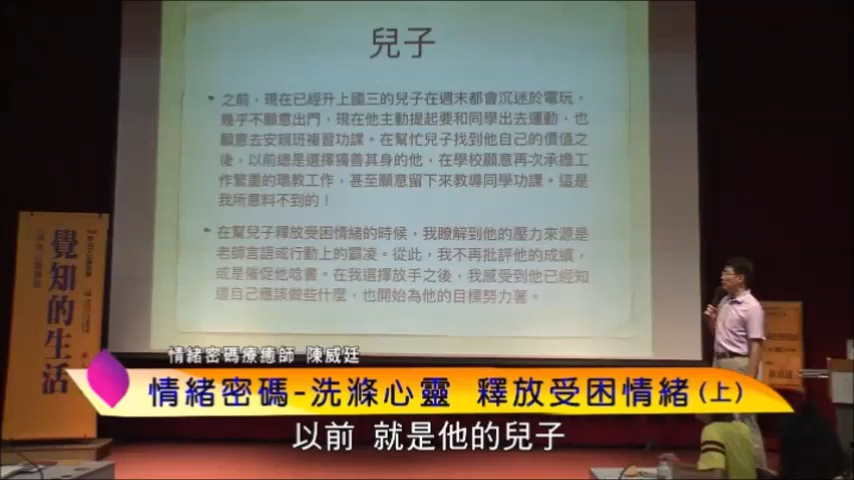 兒子
• 之前，現在已經升上國三的兒子在週末都會沉迷於電玩，
幾乎不願意出門，現在他主動提起要和同學出去運動，也
願意去安親班複習功課。在幫忙兒子找到他自己的價值之
後，以前總是選擇獨善其身的他，在學校願意再次承擔工
作繁重的環教工作，甚至願意留下來教導同學功課。這是
我所意料不到的！
• 在幫兒子釋放受困情緒的時候，我瞭解到他的壓力來源是
老師言語或行動上的霸凌。從此，我不再批評他的成績，
或是催促他唸書。在我選擇放手之後，我感受到他已經知
道自己應該做些什麼，也開始為他的目標努力著。
覺知的生活
情緒密碼療癒師 陳威廷
情緒密碼-洗滌心靈 釋放受困情緒(上)
以前 就是他的兒子